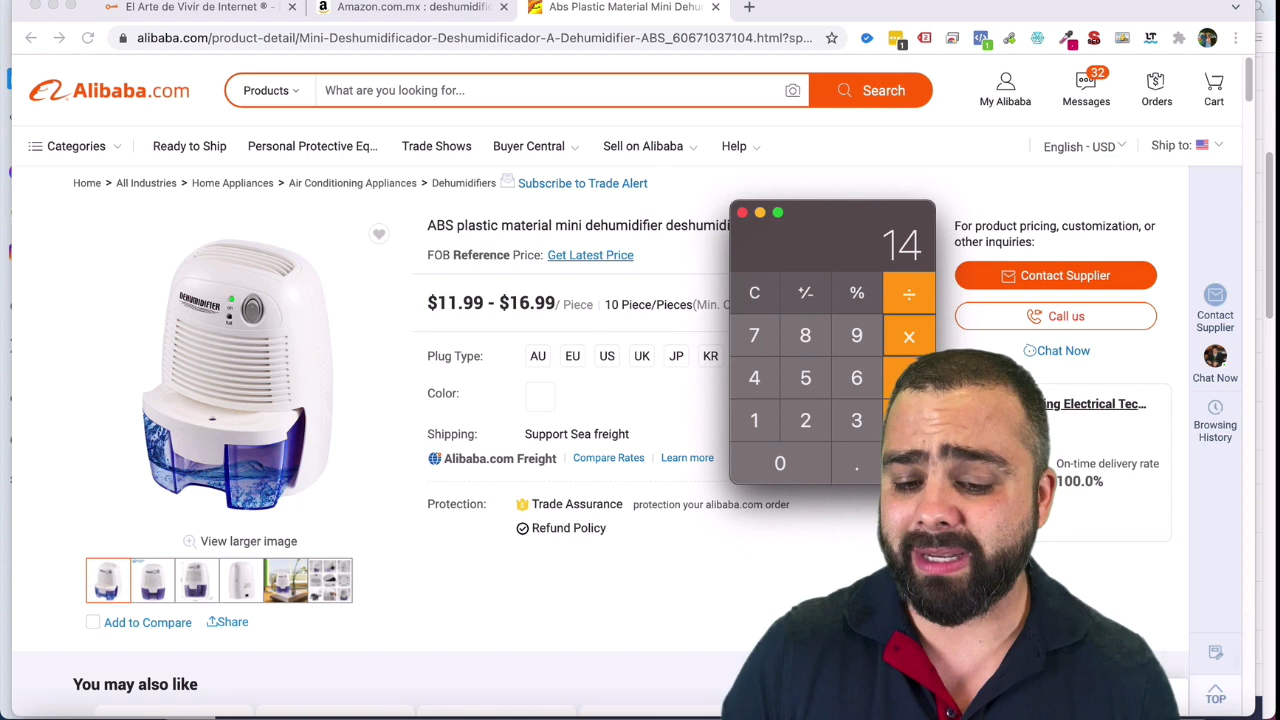 El Arte de Vivir de Internet ® –
Amazon.com.mx : deshumidific
Abs Plastic Material Mini Dehu
alibaba.com/product-detail/Mini-Deshumidificador-Deshumidificador-A-Dehumidifier-ABS_60671037104.html?sp...
Alibaba.com
Products
What are you looking for...
Search
32
My Alibaba
Messages
Orders
Cart
Categories
Ready to Ship
Personal Protective Eq...
Trade Shows
Buyer Central
Sell on Alibaba
Help
English - USD
Ship to:
Home > All Industries > Home Appliances > Air Conditioning Appliances > Dehumidifiers
Subscribe to Trade Alert
ABS plastic material mini dehumidifier deshumidi
FOB Reference Price: Get Latest Price
$11.99 - $16.99 / Piece | 10 Piece/Pieces (Min. O
Plug Type: AU EU US UK JP KR
Color:
Shipping: Support Sea freight
Alibaba.com Freight | Compare Rates | Learn more
Protection: Trade Assurance protection your alibaba.com order
Refund Policy
DEHUMIDIFIER
View larger image
Add to Compare
Share
You may also like
14
C +/- % ÷
7 8 9 ×
4 5 6
1 2 3
0 .
For product pricing, customization, or
other inquiries:
Contact Supplier
Call us
Chat Now
ing Electrical Tec...
On-time delivery rate
100.0%
Contact
Supplier
Chat Now
Browsing
History
TOP